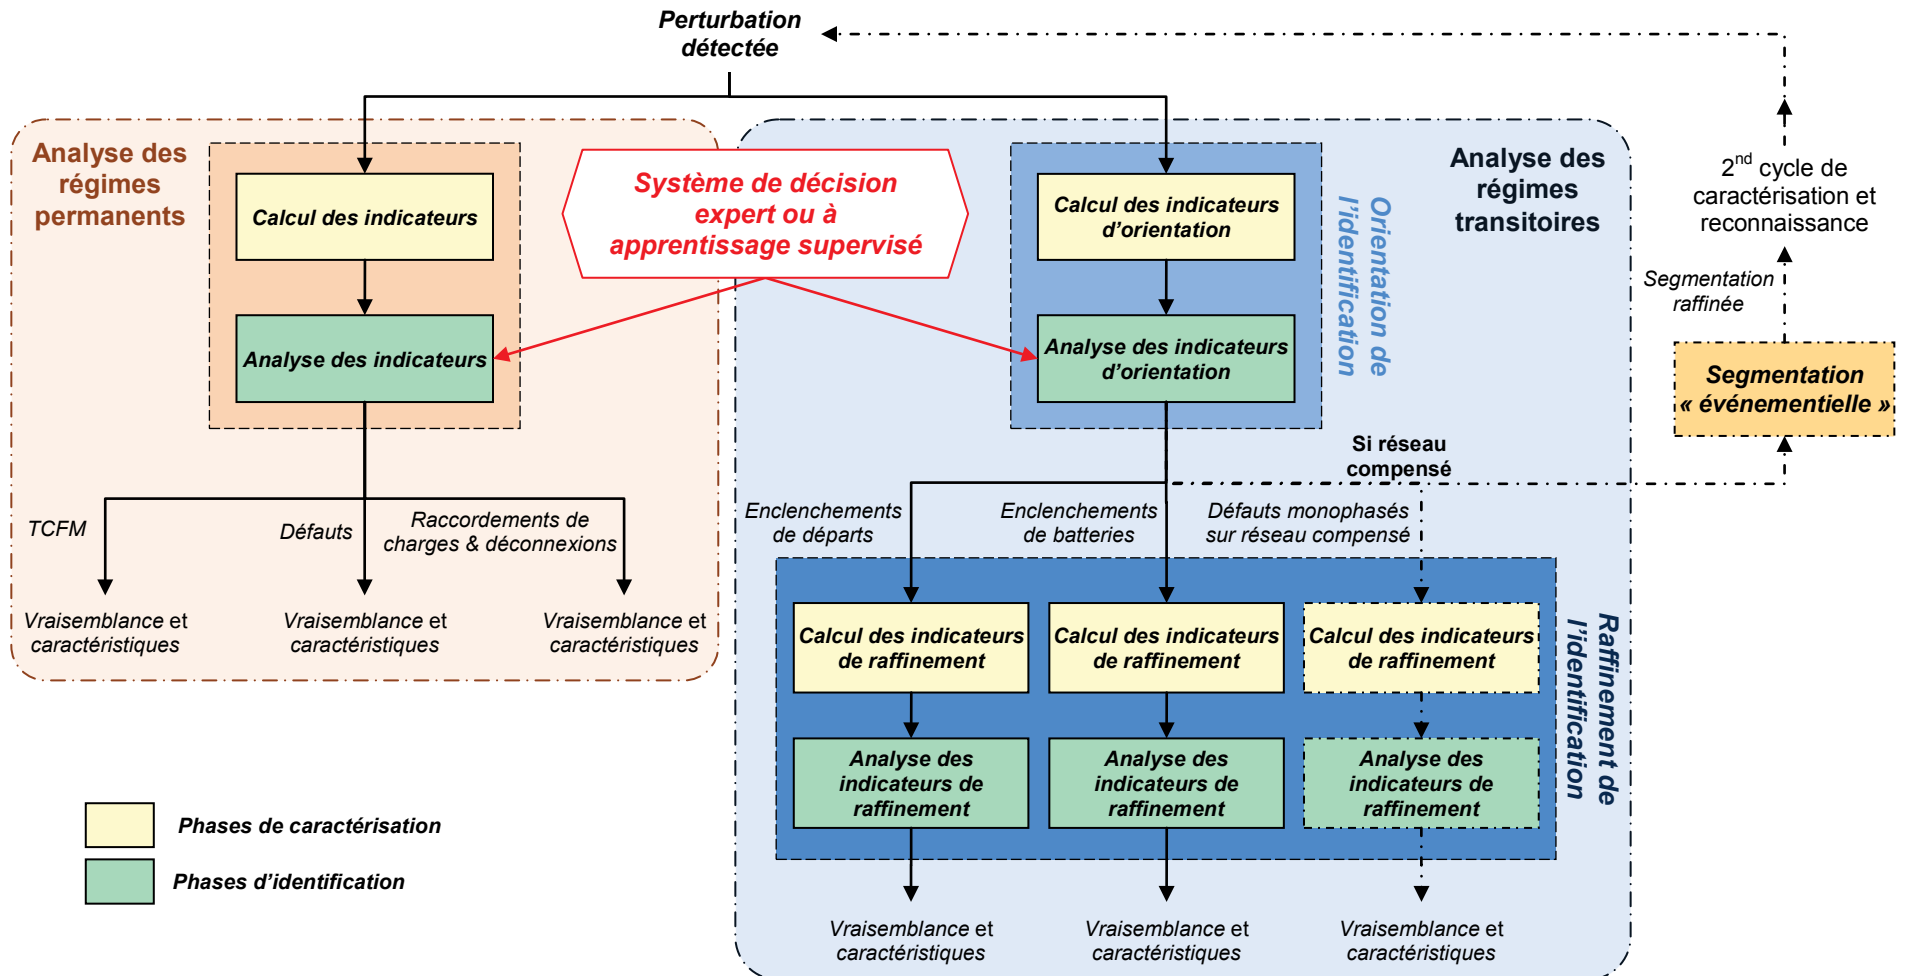 Perturbation
détectée
Analyse des
régimes
permanents
Calcul des indicateurs
Analyse des indicateurs
Système de décision
expert ou à
apprentissage supervisé
Calcul des indicateurs
d'orientation
Analyse des indicateurs
d'orientation
Orientation de
l'identification
Analyse des
régimes
transitoires
2nd cycle de
caractérisation et
reconnaissance
Segmentation
raffinée
Segmentation
« événementielle »
Si réseau
compensé
TCFM
Défauts
Raccordements de
charges & déconnexions
Vraisemblance et
caractéristiques
Vraisemblance et
caractéristiques
Vraisemblance et
caractéristiques
Enclenchements
de départs
Enclenchements
de batteries
Défauts monophasés
sur réseau compensé
Calcul des indicateurs
de raffinement
Calcul des indicateurs
de raffinement
Calcul des indicateurs
de raffinement
Analyse des
indicateurs de
raffinement
Analyse des
indicateurs de
raffinement
Analyse des
indicateurs de
raffinement
Raffinement de
l'identification
Vraisemblance et
caractéristiques
Vraisemblance et
caractéristiques
Vraisemblance et
caractéristiques
Phases de caractérisation
Phases d'identification